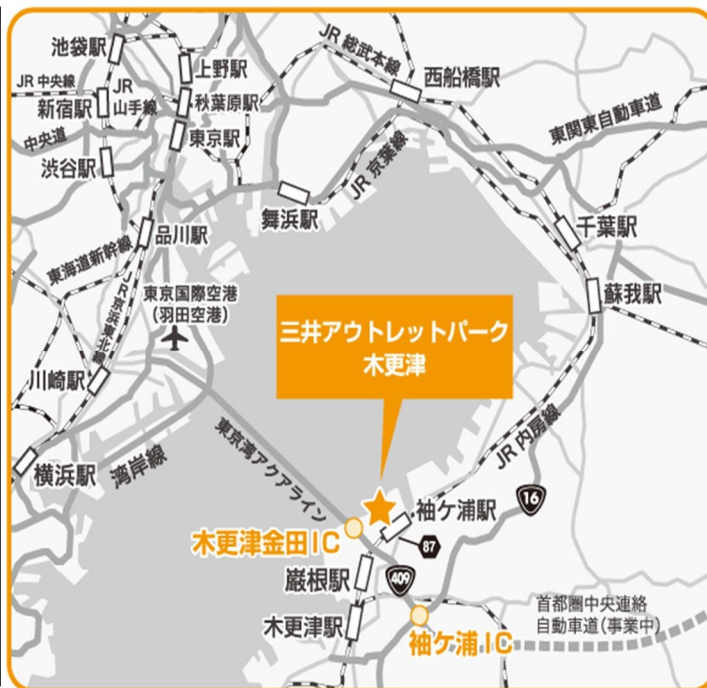 池袋駅
上野駅
JR 総武本線
西船橋駅
JR 中央線
JR
山手線
新宿駅
秋葉原駅
東関東自動車道
中央道
東京駅
渋谷駅
JR 京葉線
舞浜駅
千葉駅
品川駅
東海道新幹線
東京国際空港
(羽田空港)
蘇我駅
JR京浜東北線
三井アウトレットパーク
木更津
川崎駅
JR 内房線
横浜駅
湾岸線
東京湾アクアライン
16
袖ケ浦駅
木更津金田IC
87
巌根駅
409
首都圏中央連絡
自動車道(事業中)
木更津駅
袖ケ浦IC